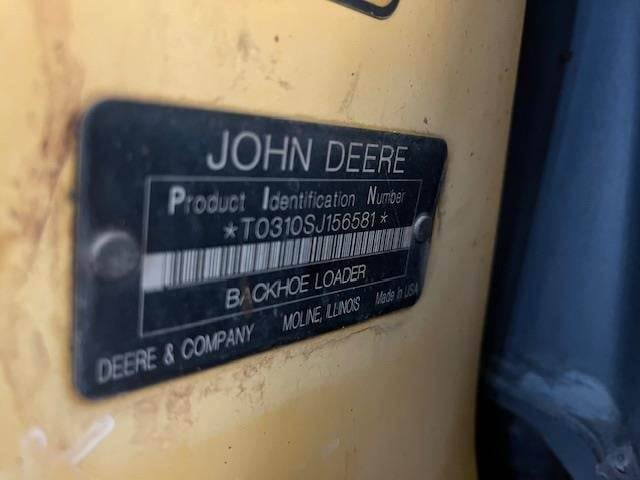 JOHN DEERE
Product Identification Number
*T0310SJ156581*
BACKHOE LOADER
DEERE & COMPANY MOLINE, ILLINOIS Made in USA